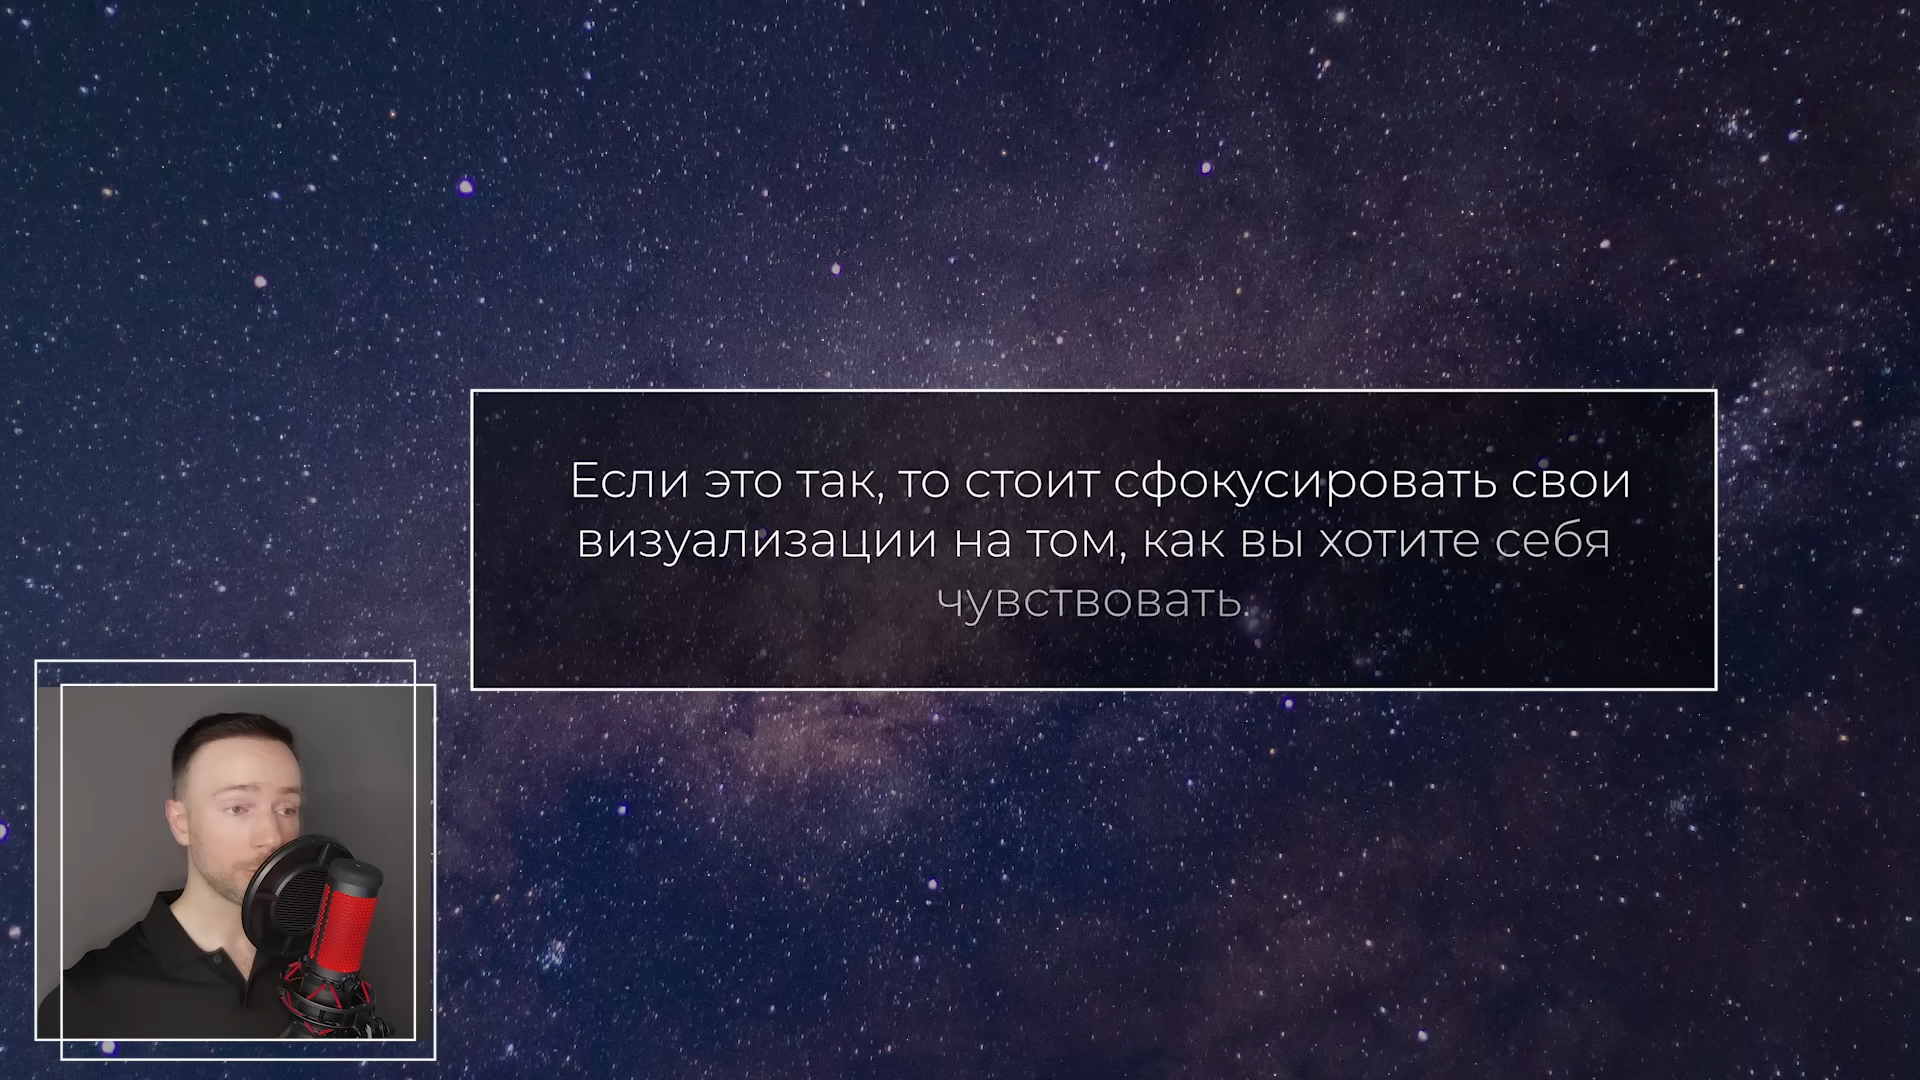 Если это так, то стоит сфокусировать свои
визуализации на том, как вы хотите себя
чувствовать.